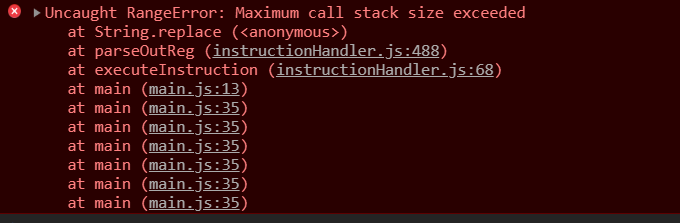 Uncaught RangeError: Maximum call stack size exceeded
at String.replace (<anonymous>)
at parseOutReg (instructionHandler.js:488)
at executeInstruction (instructionHandler.js:68)
at main (main.js:13)
at main (main.js:35)
at main (main.js:35)
at main (main.js:35)
at main (main.js:35)
at main (main.js:35)
at main (main.js:35)